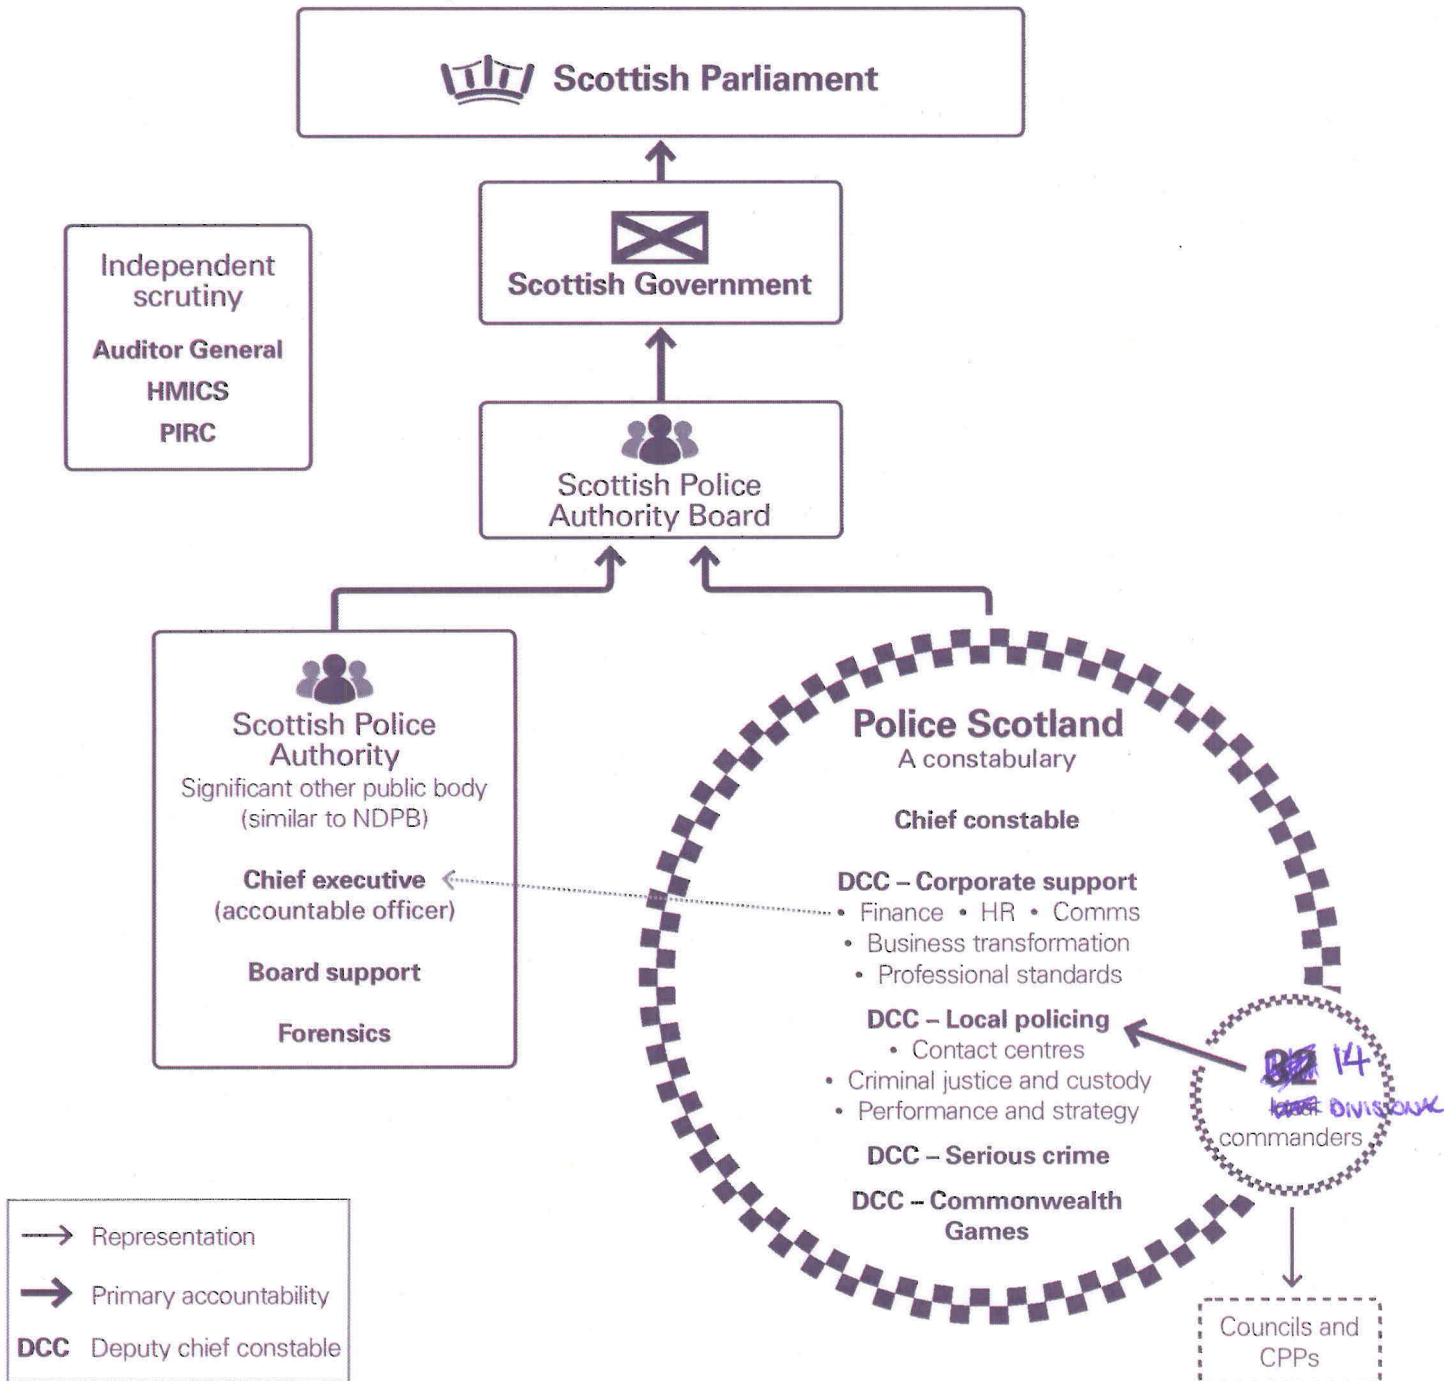 Scottish Parliament
Scottish Government
Independent
scrutiny
Auditor General
HMICS
PIRC
Scottish Police
Authority Board
Scottish Police
Authority
Significant other public body
(similar to NDPB)
Chief executive
(accountable officer)
Board support
Forensics
Police Scotland
A constabulary
Chief constable
DCC – Corporate support
• Finance • HR • Comms
• Business transformation
• Professional standards
DCC – Local policing
• Contact centres
• Criminal justice and custody
• Performance and strategy
DCC – Serious crime
DCC – Commonwealth
Games
32 14
local DIVISIONAL
commanders
Councils and
CPPs
Representation
Primary accountability
DCC Deputy chief constable